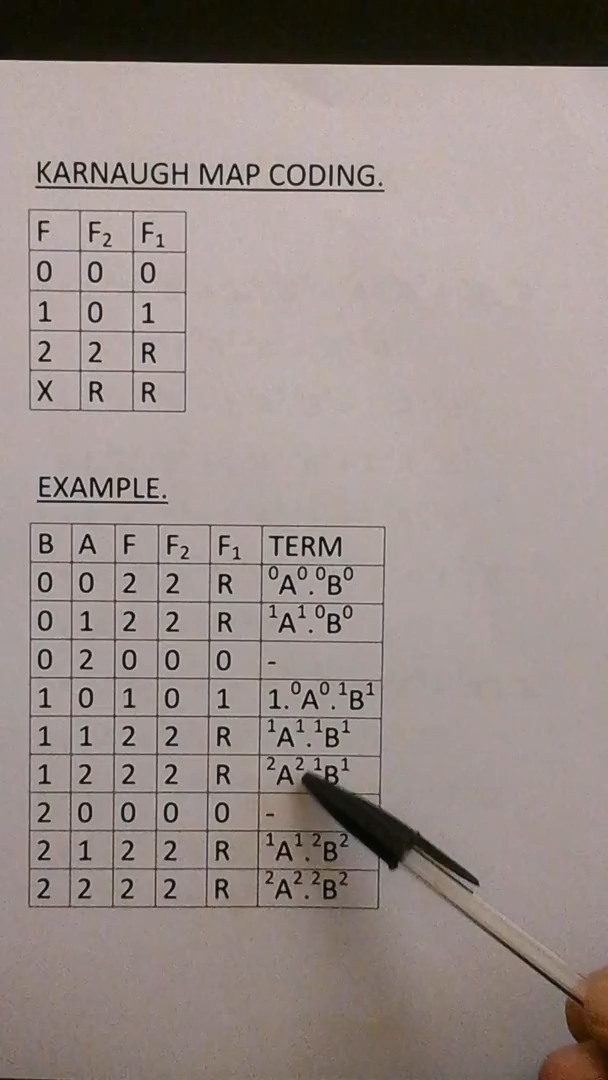 KARNAUGH MAP CODING.
F F₂ F₁
0 0 0
1 0 1
2 2 R
X R R
EXAMPLE.
B A F F₂ F₁ TERM
0 0 2 2 R ⁰A⁰.⁰B⁰
0 1 2 2 R ¹A¹.⁰B⁰
0 2 0 0 0 -
1 0 1 0 1 1.⁰A⁰.¹B¹
1 1 2 2 R ¹A¹.¹B¹
1 2 2 2 R ²A² ¹B¹
2 0 0 0 0 -
2 1 2 2 R ¹A¹.²B²
2 2 2 2 R ²A².²B²